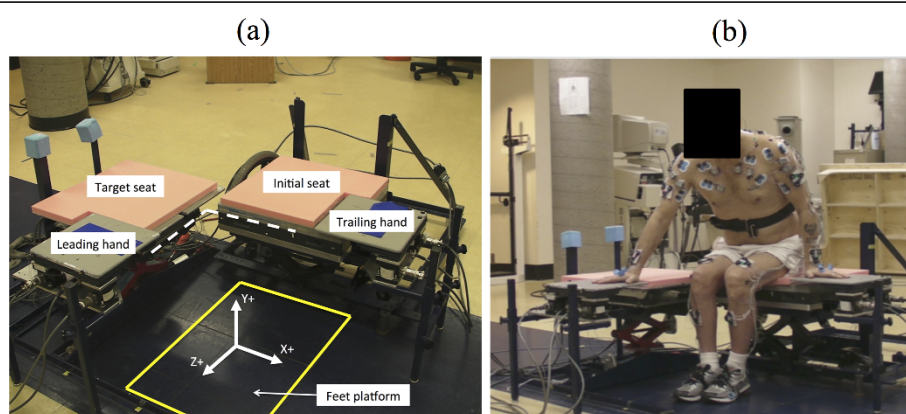 (a)
(b)
Target seat
Initial seat
Leading hand
Trailing hand
Y+
X+
Z+
Feet platform